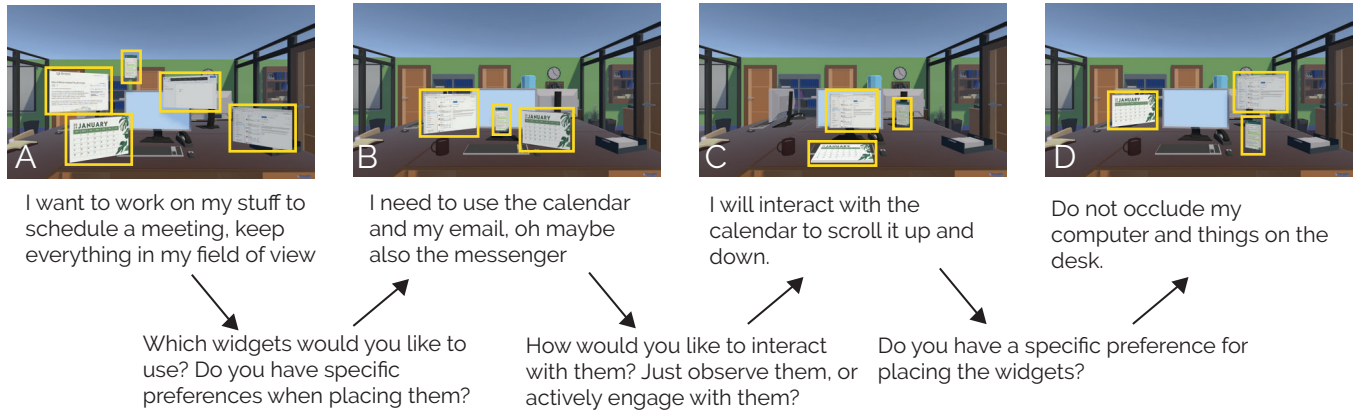 JANUARY
JANUARY
JANUARY
JANUARY
A
B
C
D
I want to work on my stuff to
schedule a meeting, keep
everything in my field of view
I need to use the calendar
and my email, oh maybe
also the messenger
I will interact with the
calendar to scroll it up and
down.
Do not occlude my
computer and things on the
desk.
Which widgets would you like to
use? Do you have specific
preferences when placing them?
How would you like to interact
with them? Just observe them, or
actively engage with them?
Do you have a specific preference for
placing the widgets?